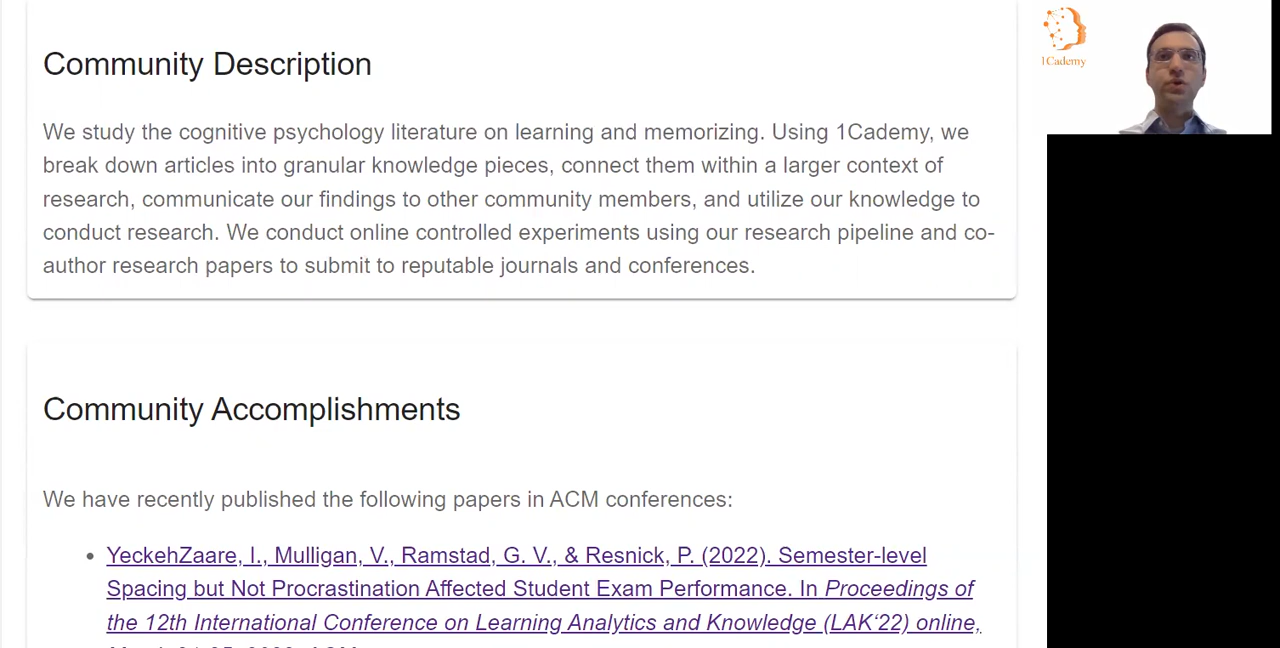 Community Description
We study the cognitive psychology literature on learning and memorizing. Using 1Cademy, we
break down articles into granular knowledge pieces, connect them within a larger context of
research, communicate our findings to other community members, and utilize our knowledge to
conduct research. We conduct online controlled experiments using our research pipeline and co-
author research papers to submit to reputable journals and conferences.
Community Accomplishments
We have recently published the following papers in ACM conferences:
• YeckehZaare, I., Mulligan, V., Ramstad, G. V., & Resnick, P. (2022). Semester-level
Spacing but Not Procrastination Affected Student Exam Performance. In Proceedings of
the 12th International Conference on Learning Analytics and Knowledge (LAK‘22) online,
1Cademy